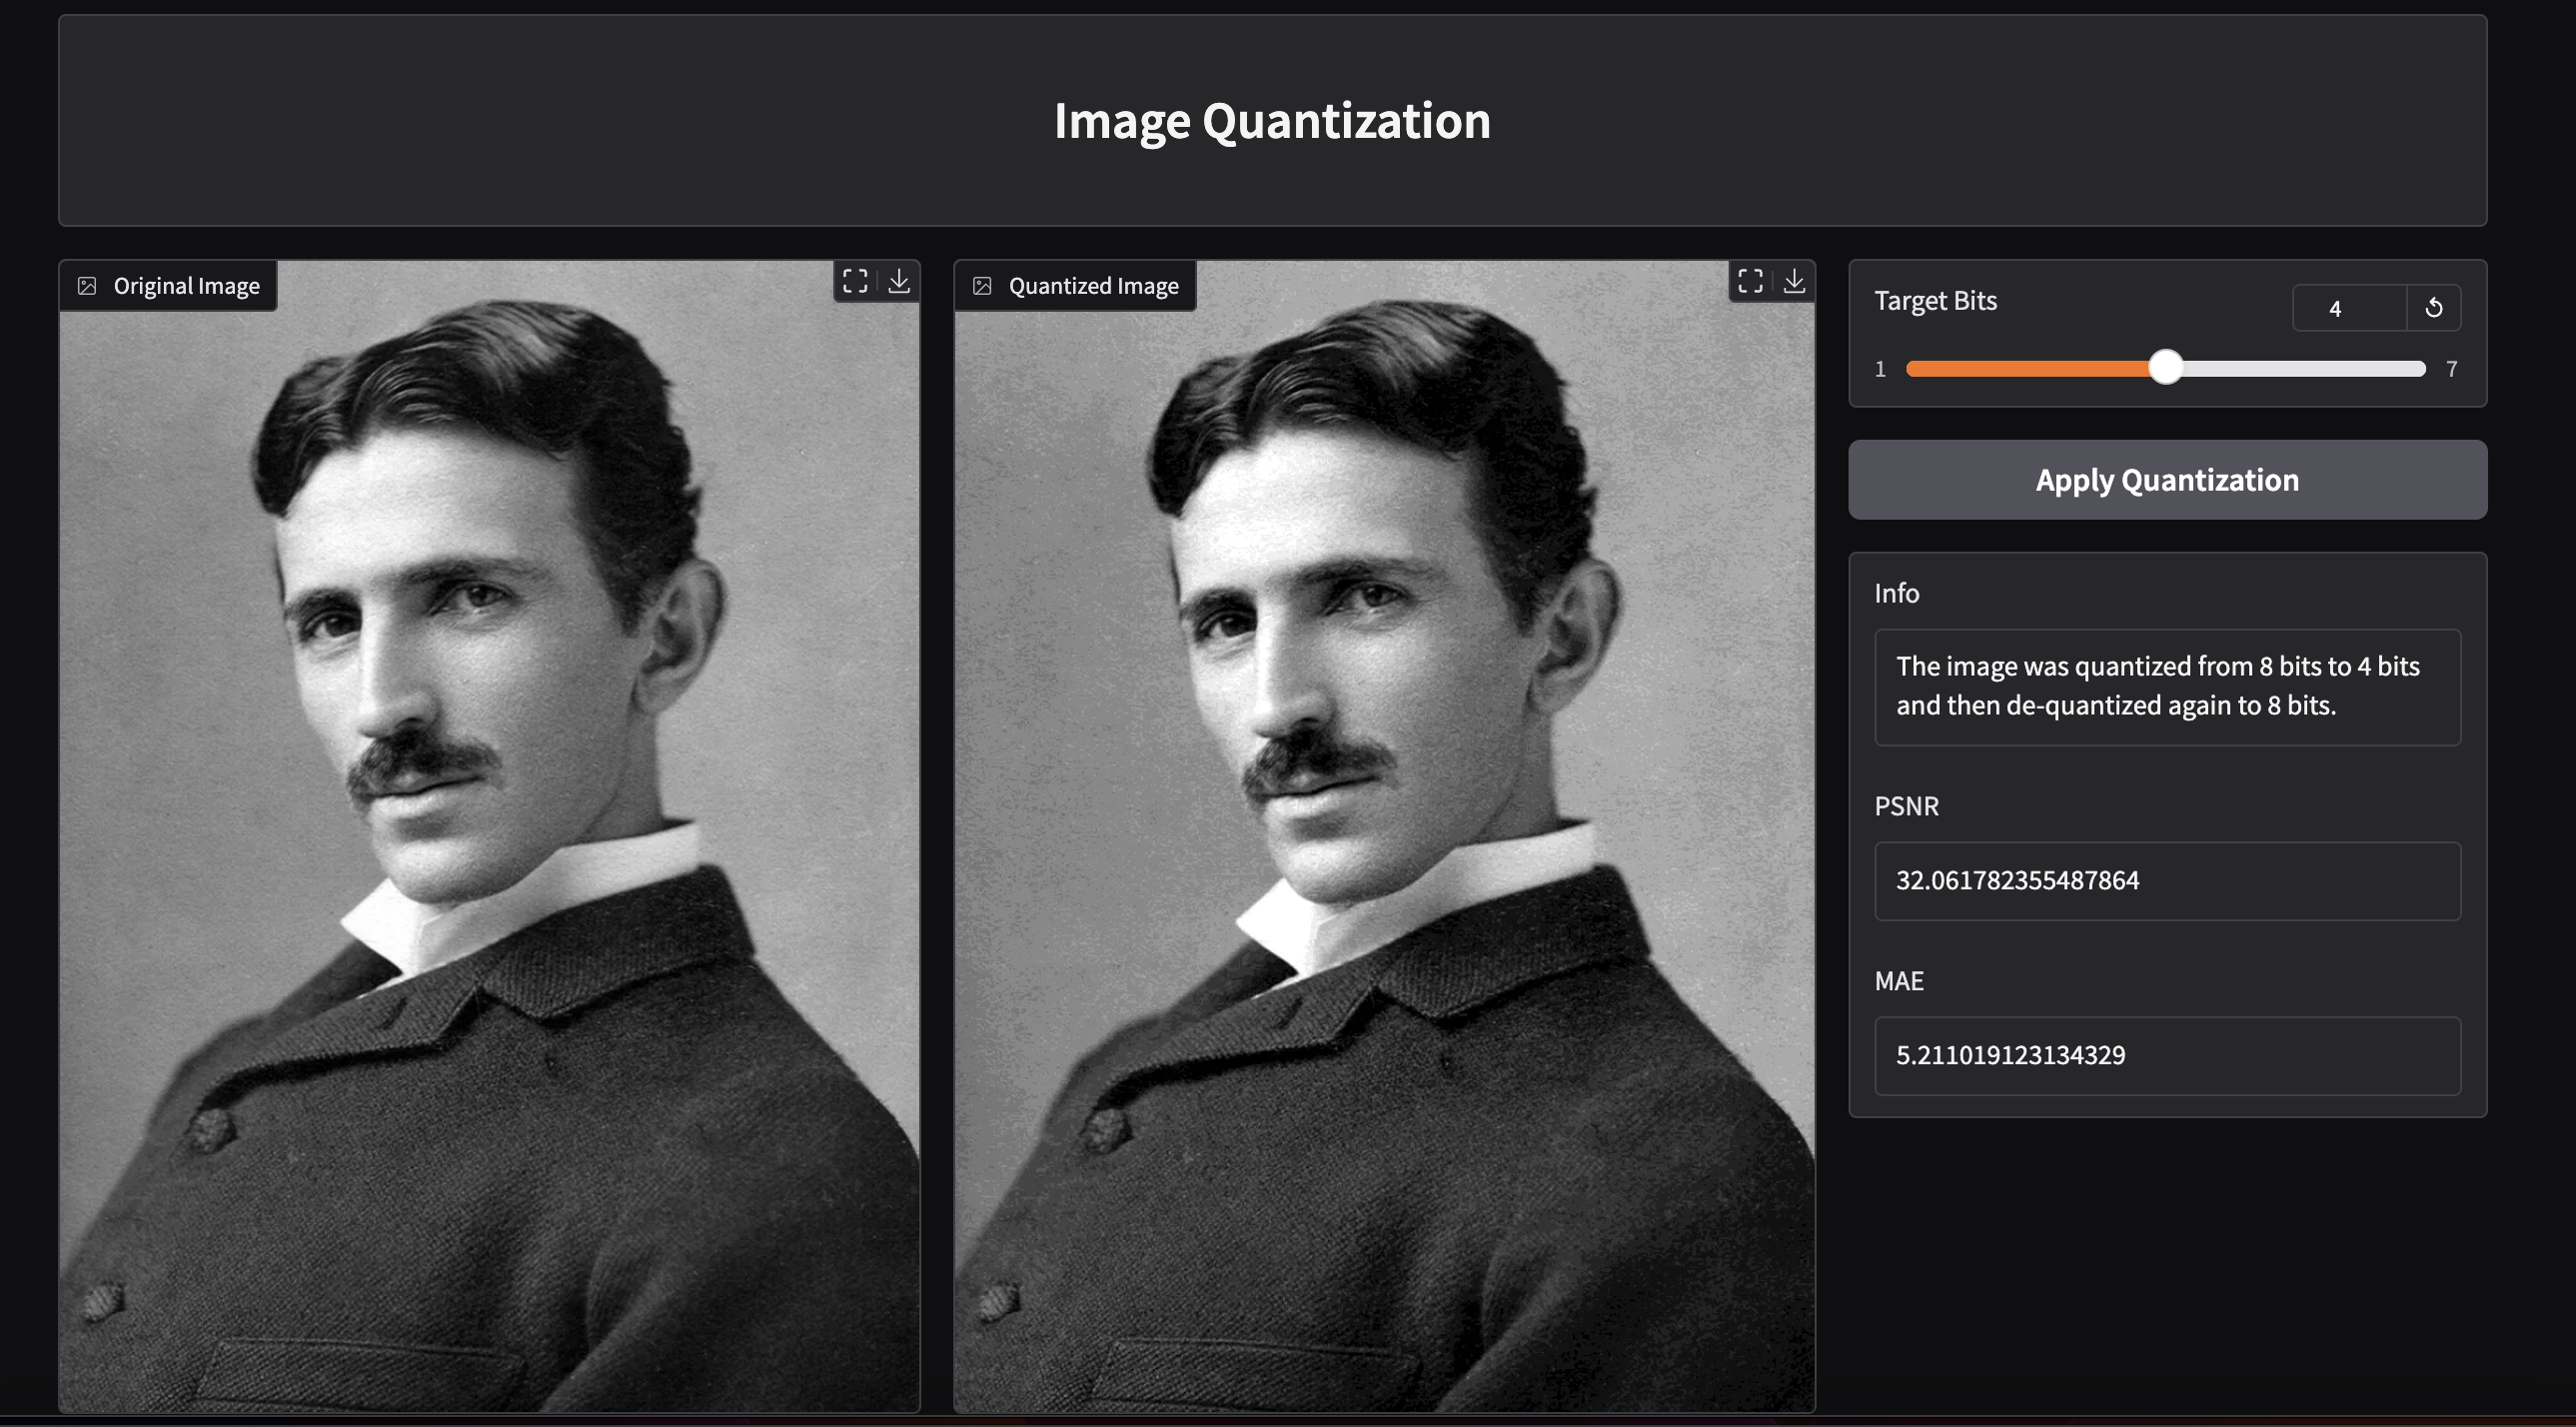 Image Quantization
Original Image
Quantized Image
Target Bits
4
1
7
Apply Quantization
Info
The image was quantized from 8 bits to 4 bits
and then de-quantized again to 8 bits.
PSNR
32.061782355487864
MAE
5.211019123134329